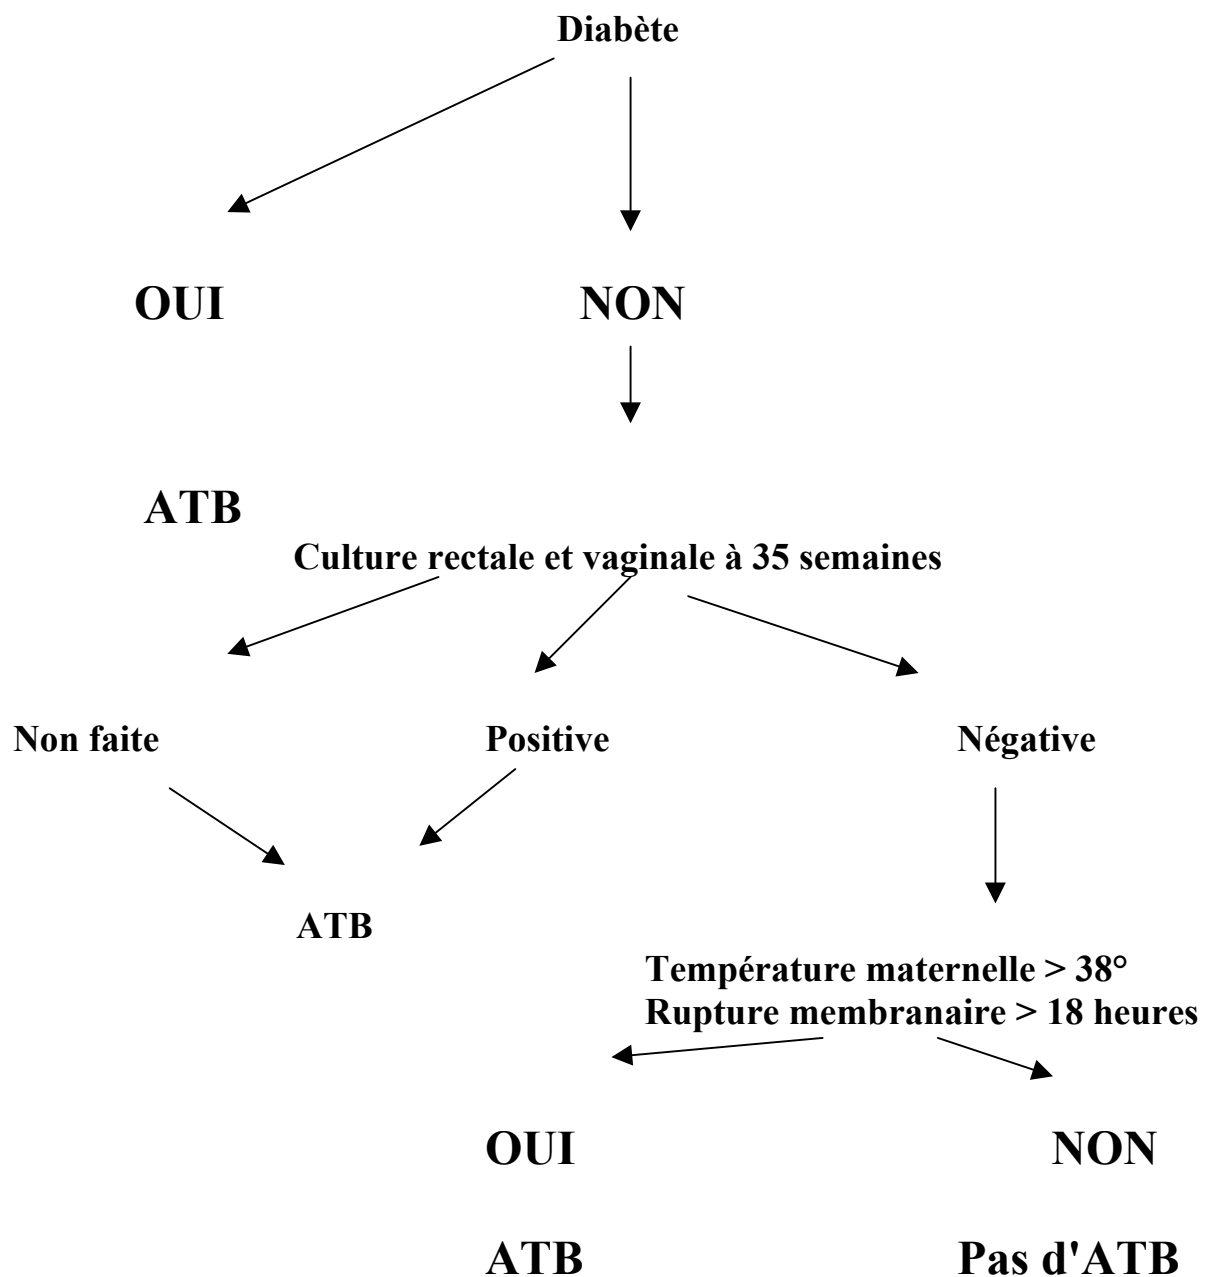 Diabète
OUI
NON
ATB
Culture rectale et vaginale à 35 semaines
Non faite
Positive
Négative
ATB
Température maternelle > 38°
Rupture membranaire > 18 heures
OUI
NON
ATB
Pas d'ATB